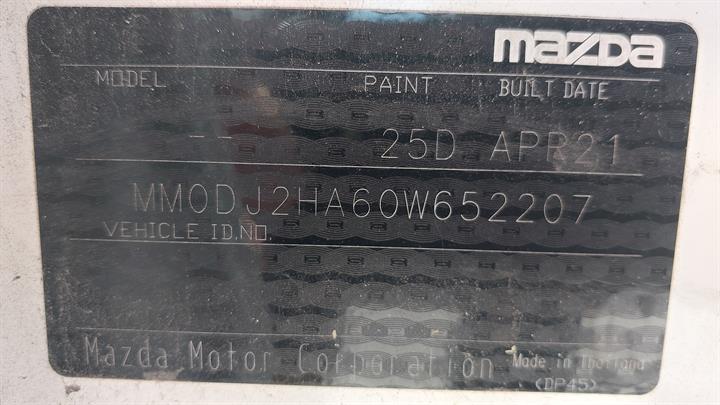 mazda
MODEL PAINT BUILT DATE
-- 25D APR21
MM0DJ2HA60W652207
VEHICLE ID.NO.
Mazda Motor Corporation Made in Thailand
(DP45)